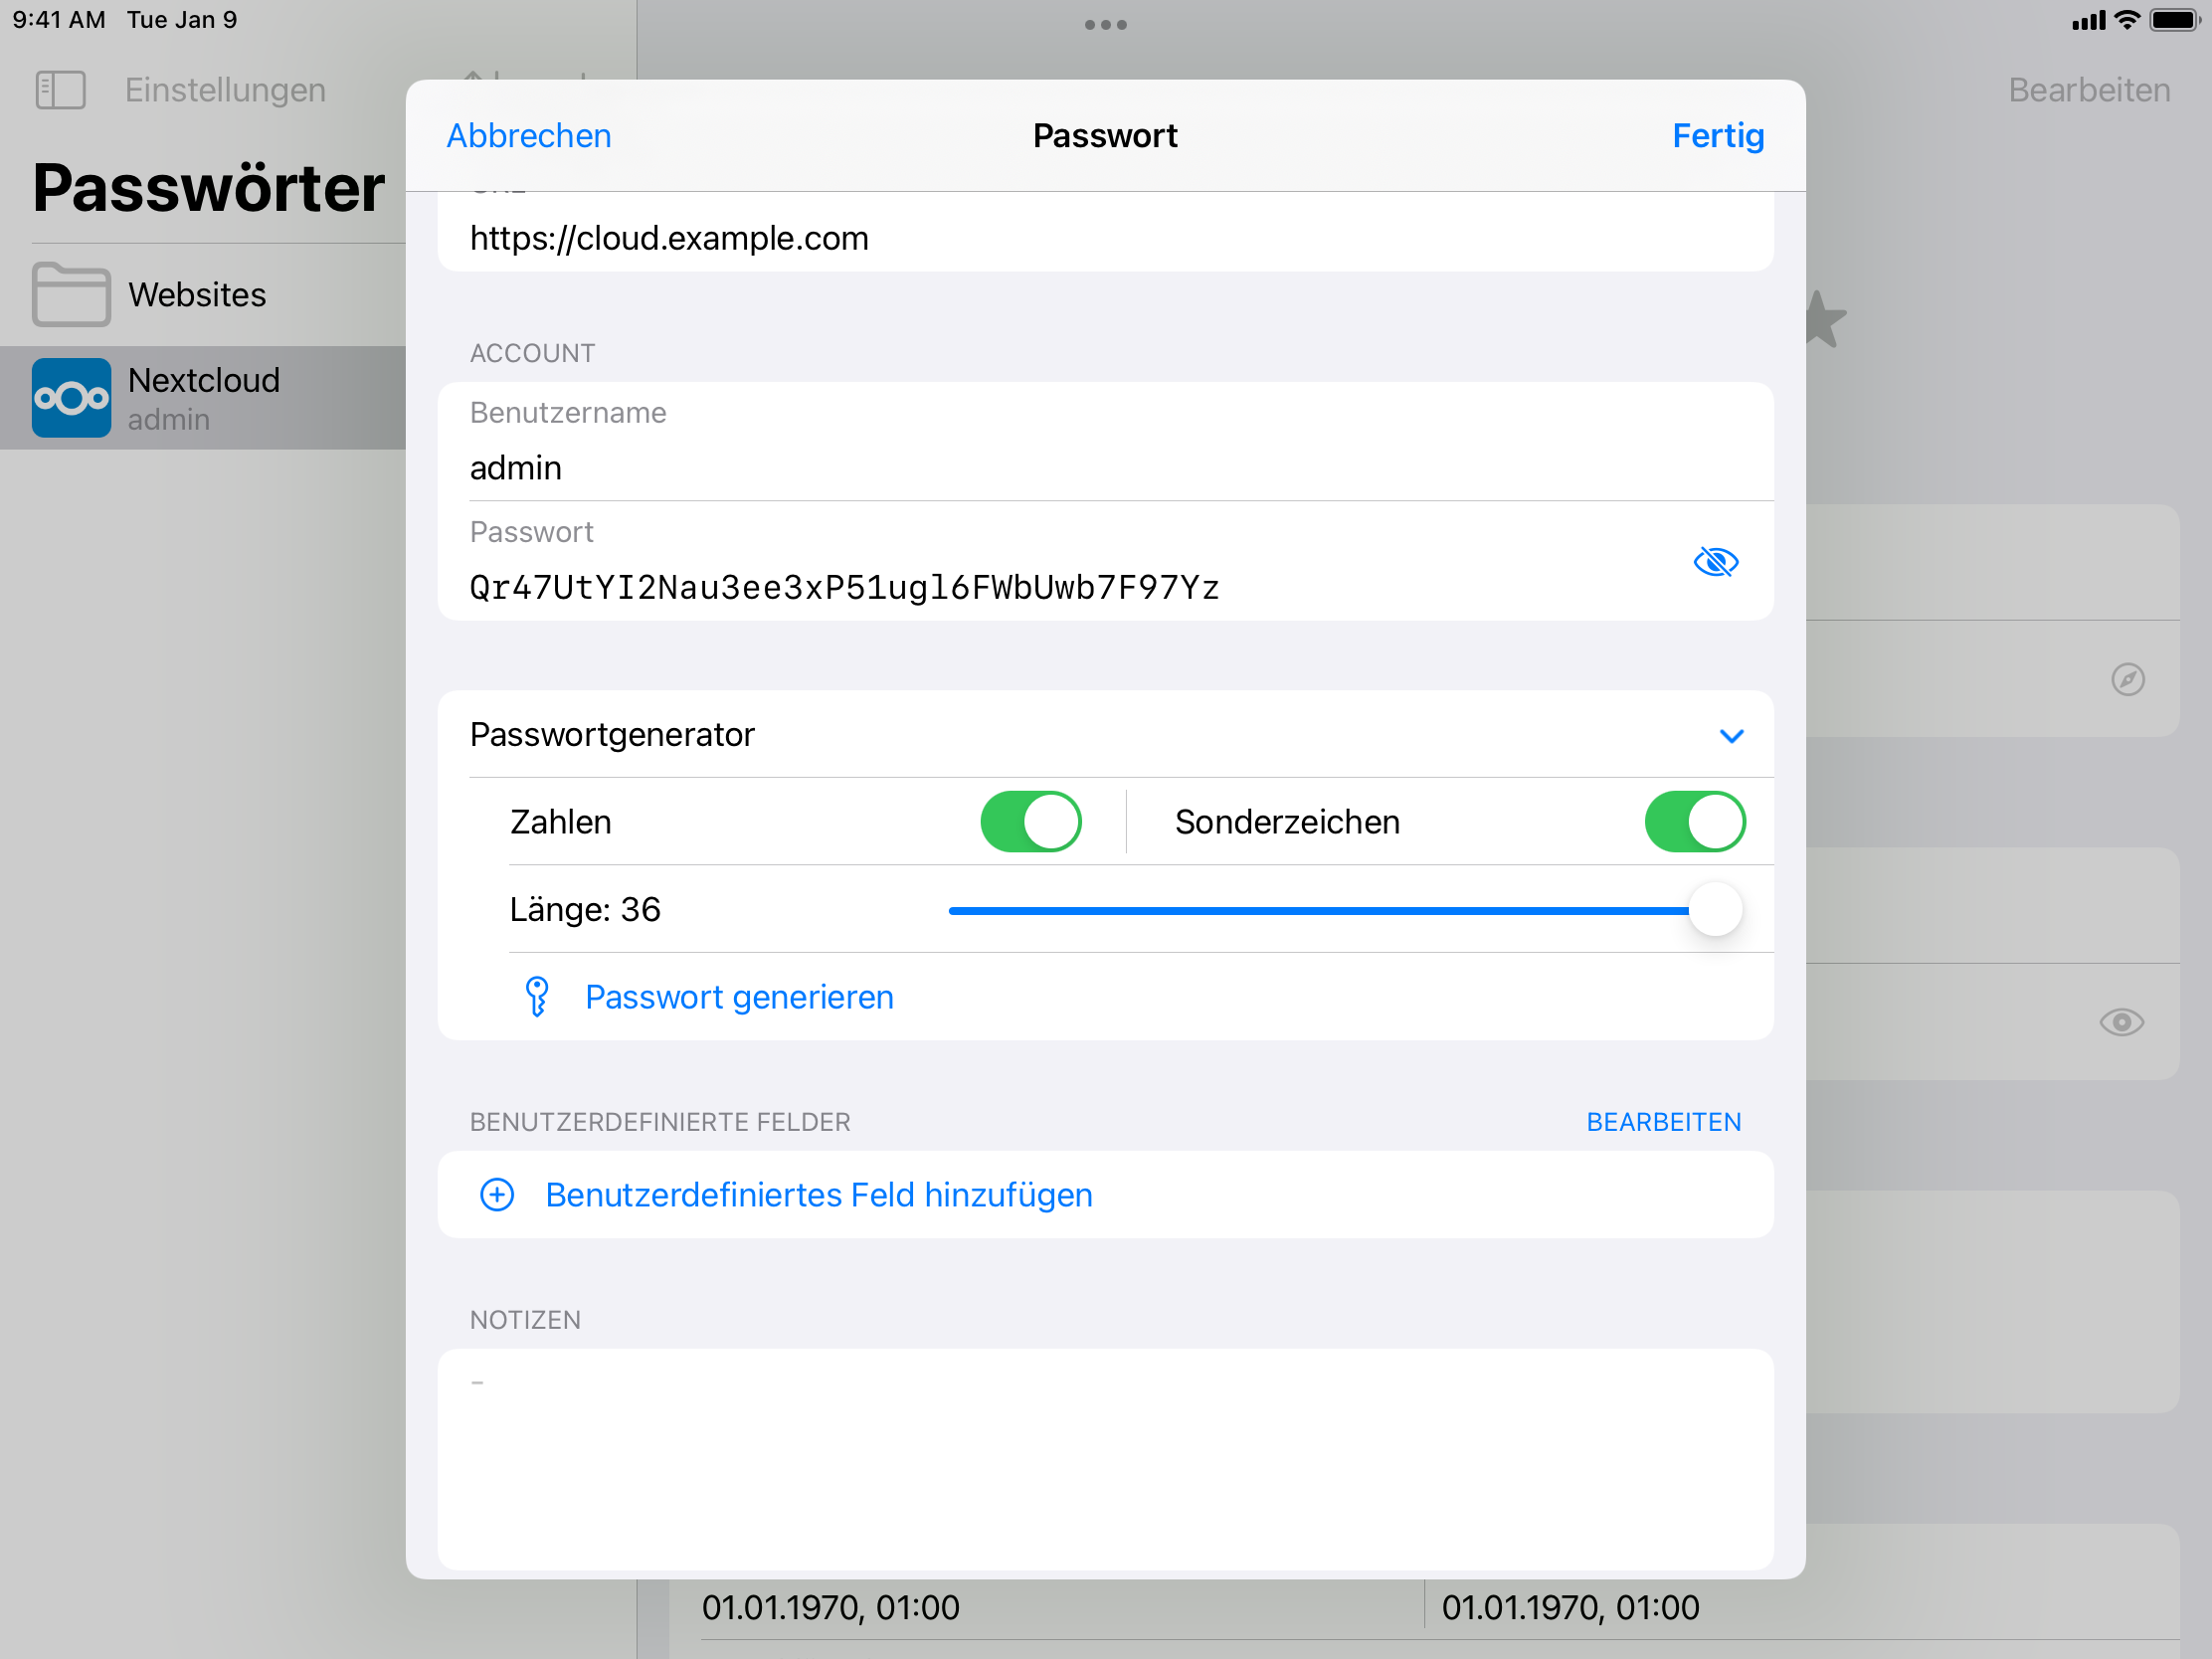 9:41 AM Tue Jan 9
Einstellungen
Bearbeiten
Passwörter
Websites
Nextcloud
admin
Abbrechen
Passwort
Fertig
https://cloud.example.com
ACCOUNT
Benutzername
admin
Passwort
Qr47UtYI2Nau3ee3xP51ugl6FWbUwb7F97Yz
Passwortgenerator
Zahlen
Sonderzeichen
Länge: 36
Passwort generieren
BENUTZERDEFINIERTE FELDER
BEARBEITEN
Benutzerdefiniertes Feld hinzufügen
NOTIZEN
-
01.01.1970, 01:00
01.01.1970, 01:00